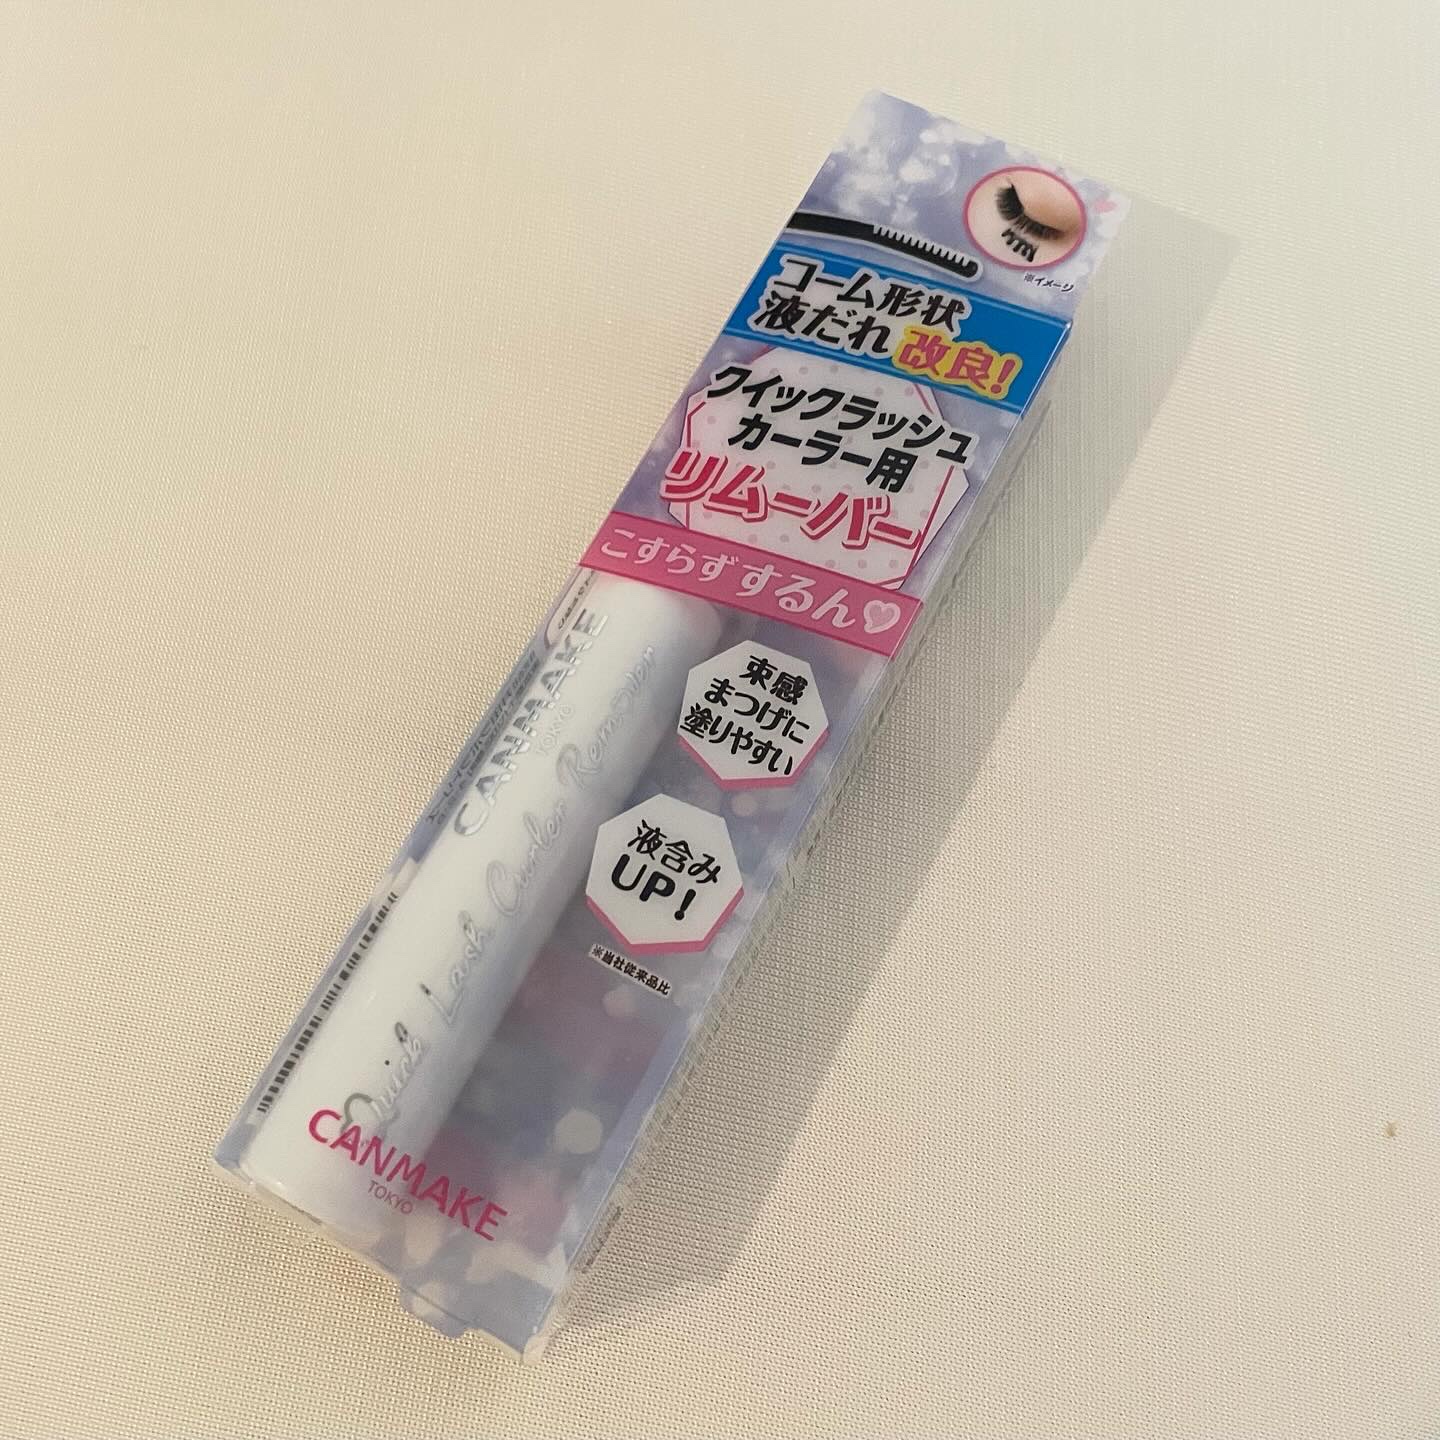 ※イメージ
コーム形状
液だれ 改良!
クイックラッシュ
カーラー用
リムーバー
こすらずするん♡
束感
まつげに
塗りやすい
液含み
UP!
※当社従来品比
CANMAKE
TOKYO
Quick Lash Curler Remover
CANMAKE
TOKYO